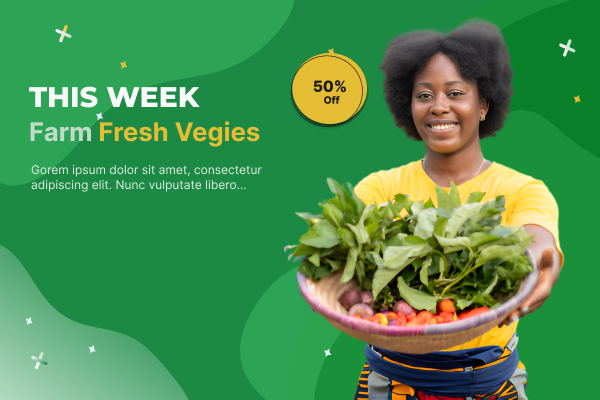 THIS WEEK
Farm Fresh Vegies
Gorem ipsum dolor sit amet, consectetur
adipiscing elit. Nunc vulputate libero...
50%
Off